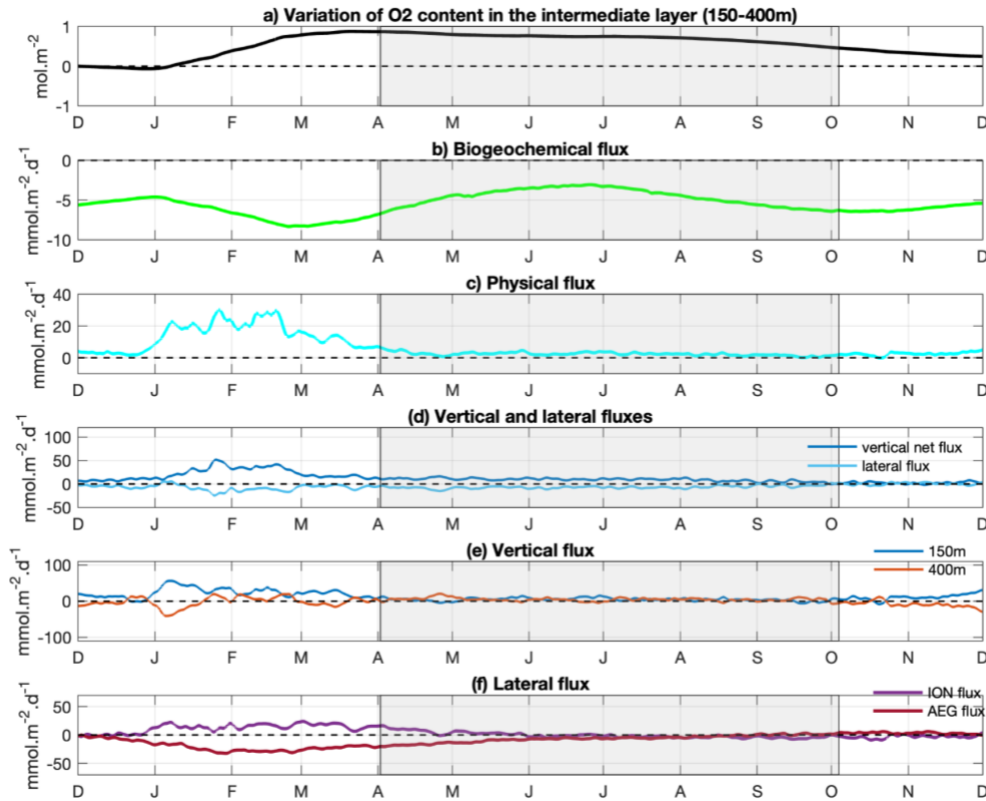 a) Variation of O2 content in the intermediate layer (150-400m)
mol.m⁻²
1
0
-1
D J F M A M J J A S O N D
b) Biogeochemical flux
mmol.m⁻².d⁻¹
0
-5
-10
D J F M A M J J A S O N D
c) Physical flux
mmol.m⁻².d⁻¹
40
20
0
D J F M A M J J A S O N D
(d) Vertical and lateral fluxes
mmol.m⁻².d⁻¹
100
50
0
-50
vertical net flux
lateral flux
D J F M A M J J A S O N D
(e) Vertical flux
mmol.m⁻².d⁻¹
100
0
-100
150m
400m
D J F M A M J J A S O N D
(f) Lateral flux
mmol.m⁻².d⁻¹
50
0
-50
ION flux
AEG flux
D J F M A M J J A S O N D